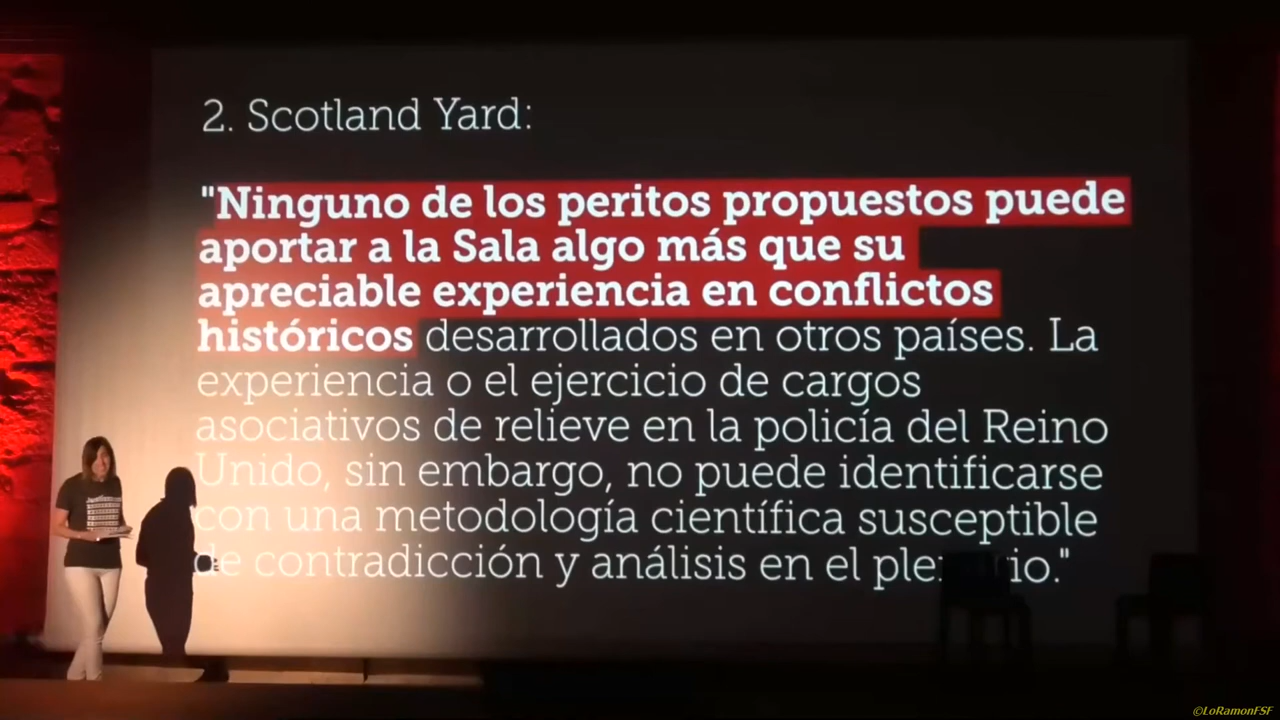 2. Scotland Yard:
"Ninguno de los peritos propuestos puede
aportar a la Sala algo más que su
apreciable experiencia en conflictos
históricos desarrollados en otros países. La
experiencia o el ejercicio de cargos
asociativos de relieve en la policía del Reino
Unido, sin embargo, no puede identificarse
con una metodología científica susceptible
de contradicción y análisis en el plenario."
©LoRamonFSF